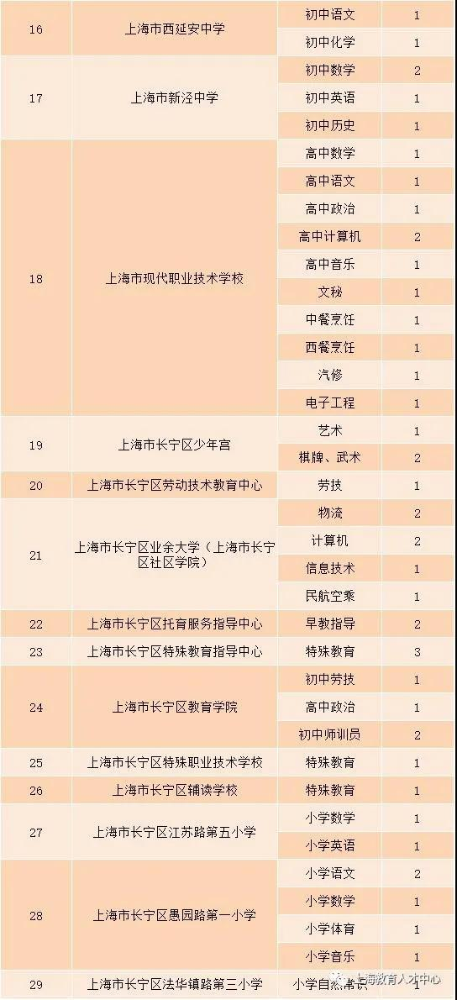 16 上海市西延安中学 初中语文 1
初中化学 1
17 上海市新泾中学 初中数学 2
初中英语 1
初中历史 1
18 上海市现代职业技术学校 高中数学 1
高中语文 1
高中政治 1
高中计算机 2
高中音乐 1
文秘 1
中餐烹饪 1
西餐烹饪 1
汽修 1
电子工程 1
19 上海市长宁区少年宫 艺术 1
棋牌、武术 2
20 上海市长宁区劳动技术教育中心 劳技 1
21 上海市长宁区业余大学（上海市长宁
区社区学院） 物流 2
计算机 2
信息技术 1
民航空乘 1
22 上海市长宁区托育服务指导中心 早教指导 2
23 上海市长宁区特殊教育指导中心 特殊教育 3
24 上海市长宁区教育学院 初中劳技 1
高中政治 1
初中师训员 2
25 上海市长宁区特殊职业技术学校 特殊教育 1
26 上海市长宁区辅读学校 特殊教育 1
27 上海市长宁区江苏路第五小学 小学数学 1
小学英语 1
28 上海市长宁区愚园路第一小学 小学语文 2
小学数学 1
小学体育 1
小学音乐 1
29 上海市长宁区法华镇路第三小学 小学自然常识 1
上海教育人才中心